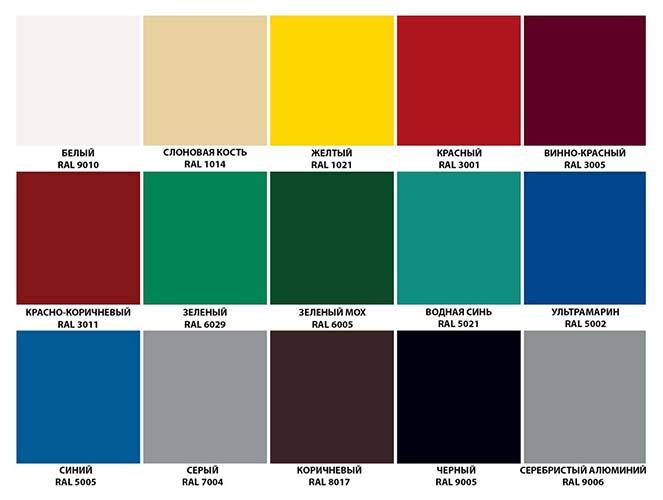 БЕЛЫЙ
RAL 9010
СЛОНОВАЯ КОСТЬ
RAL 1014
ЖЕЛТЫЙ
RAL 1021
КРАСНЫЙ
RAL 3001
ВИННО-КРАСНЫЙ
RAL 3005
КРАСНО-КОРИЧНЕВЫЙ
RAL 3011
ЗЕЛЕНЫЙ
RAL 6029
ЗЕЛЕНЫЙ МОХ
RAL 6005
ВОДНАЯ СИНЬ
RAL 5021
УЛЬТРАМАРИН
RAL 5002
СИНИЙ
RAL 5005
СЕРЫЙ
RAL 7004
КОРИЧНЕВЫЙ
RAL 8017
ЧЕРНЫЙ
RAL 9005
СЕРЕБРИСТЫЙ АЛЮМИНИЙ
RAL 9006